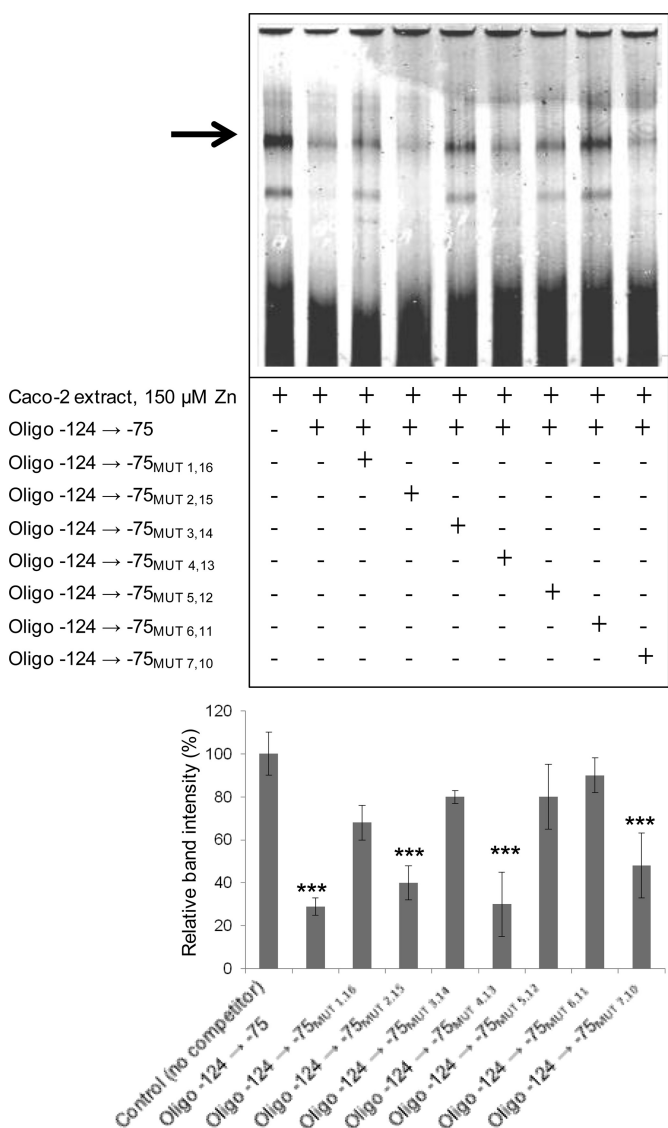 Caco-2 extract, 150 µM Zn + + + + + + + + +
Oligo -124 → -75 - + + + + + + + +
Oligo -124 → -75MUT 1,16 - - + - - - - - -
Oligo -124 → -75MUT 2,15 - - - + - - - - -
Oligo -124 → -75MUT 3,14 - - - - + - - - -
Oligo -124 → -75MUT 4,13 - - - - - + - - -
Oligo -124 → -75MUT 5,12 - - - - - - + - -
Oligo -124 → -75MUT 6,11 - - - - - - - + -
Oligo -124 → -75MUT 7,10 - - - - - - - - +
Relative band intensity (%)
120
100
80
60
40
20
0
***
***
***
***
Control (no competitor)
Oligo -124 → -75
Oligo -124 → -75MUT 1,16
Oligo -124 → -75MUT 2,15
Oligo -124 → -75MUT 3,14
Oligo -124 → -75MUT 4,13
Oligo -124 → -75MUT 5,12
Oligo -124 → -75MUT 6,11
Oligo -124 → -75MUT 7,10